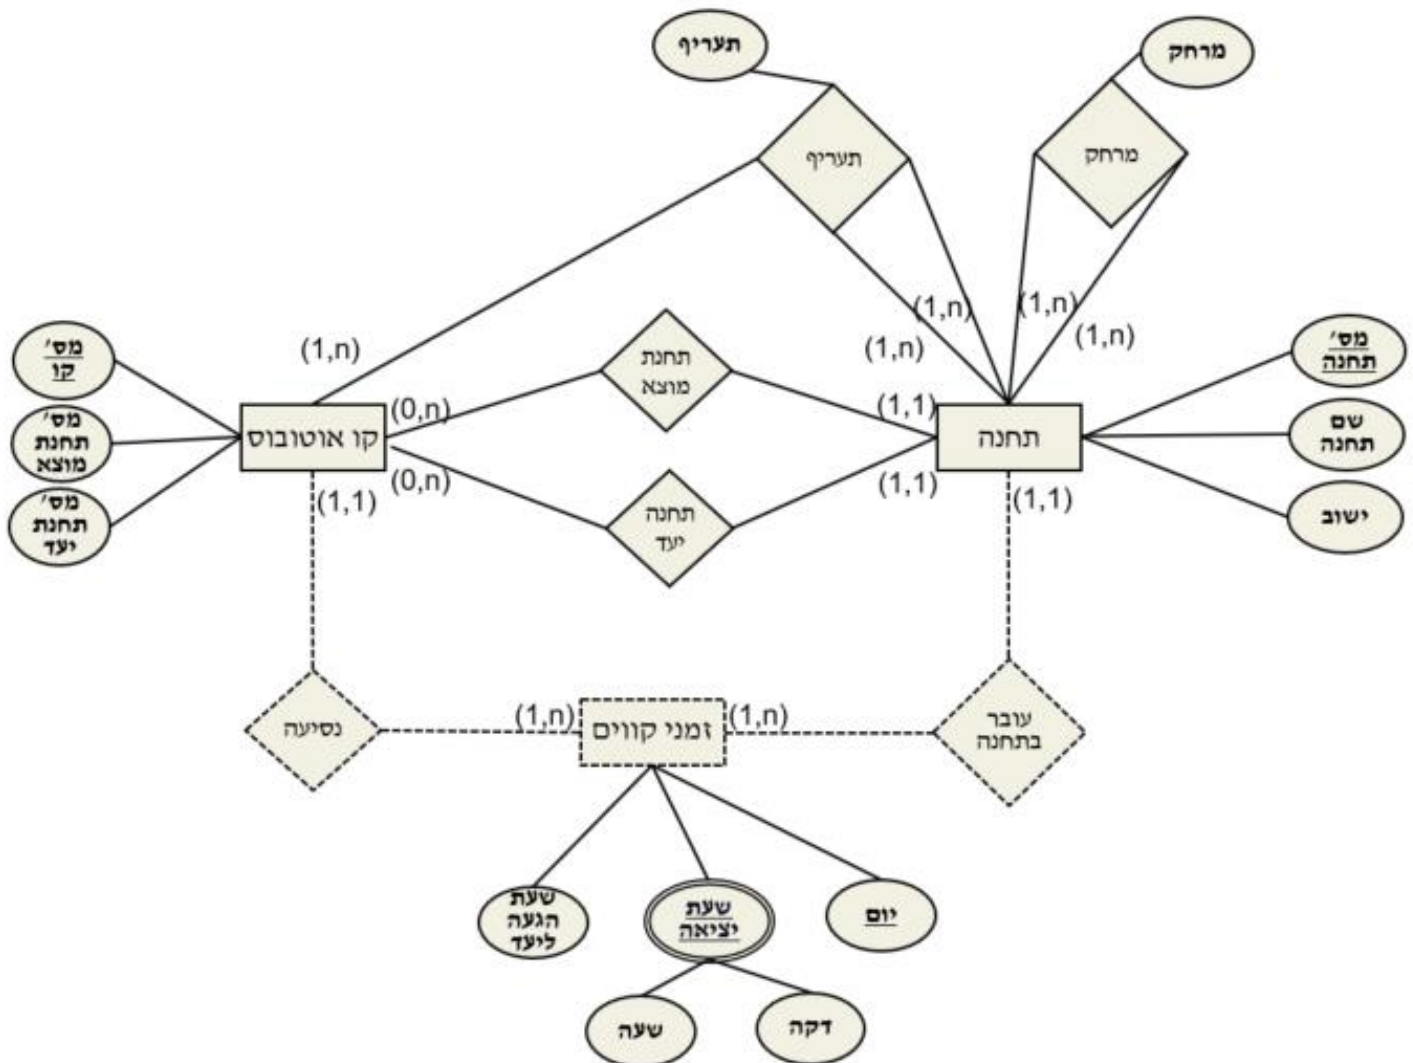 תעריף
מרחק
תעריף
מרחק
(1,n)
(1,n)
(1,n)
(1,n)
(1,n)
מס'
קו
מס'
תחנת
מוצא
מס'
תחנת
יעד
קו אוטובוס
(0,n)
(0,n)
(1,1)
תחנת
מוצא
תחנה
יעד
(1,1)
(1,1)
תחנה
(1,1)
מס'
תחנה
שם
תחנה
ישוב
נסיעה
(1,n)
זמני קווים
(1,n)
עובר
בתחנה
שעת
הגעה
ליעד
שעת
יציאה
יום
שעה
דקה